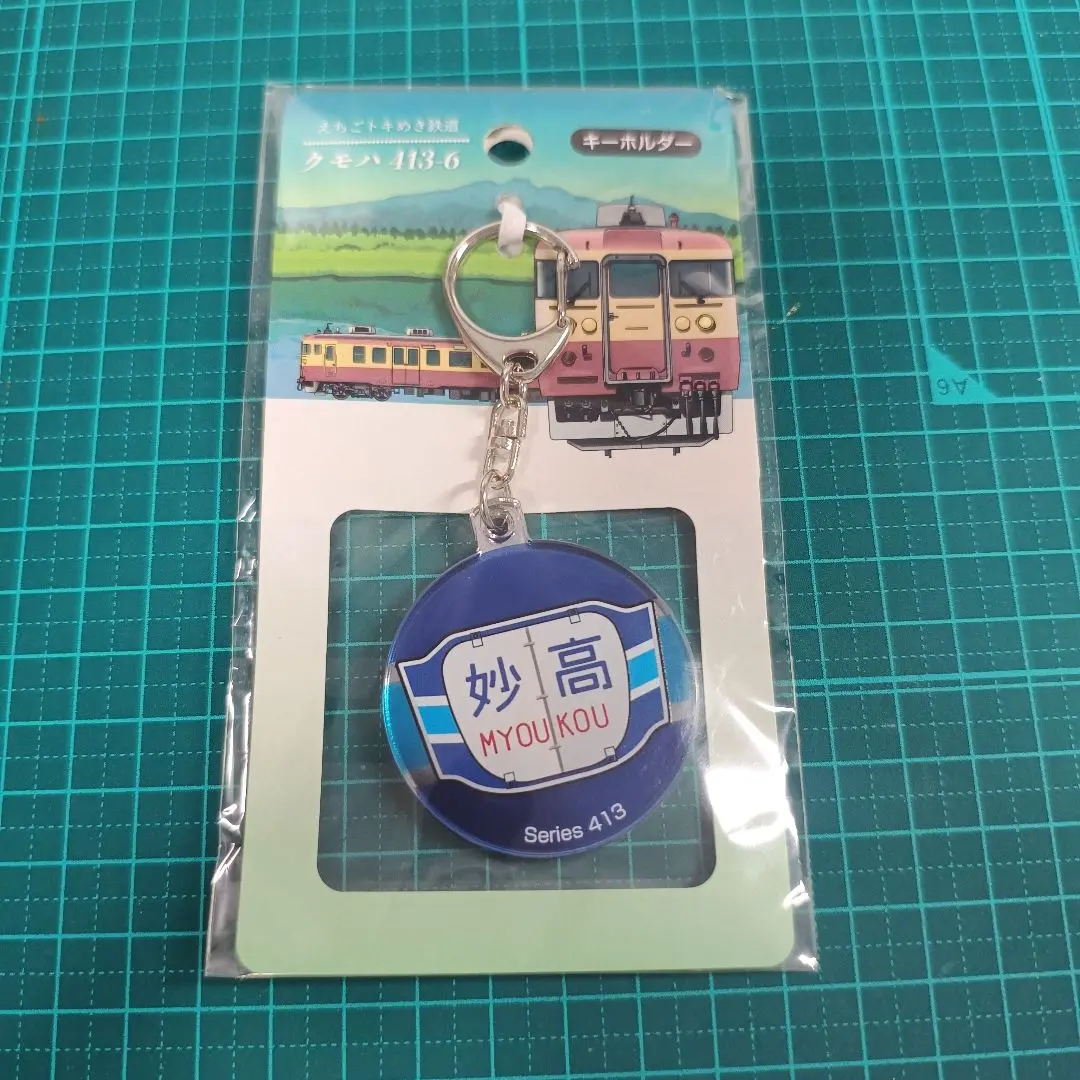 えちごトキめき鉄道
クモハ 413-6
キーホルダー
妙高
MYOUKOU
Series 413
A6